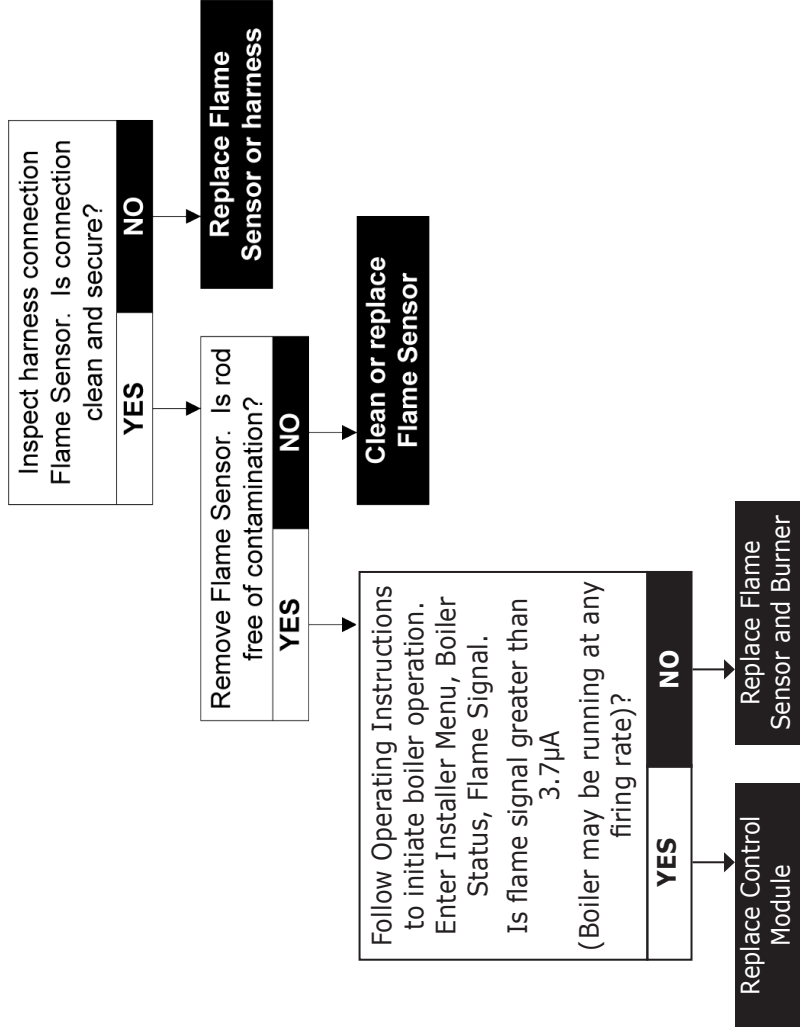 Inspect harness connection
Flame Sensor. Is connection
clean and secure?
YES
NO
Replace Flame
Sensor or harness
Remove Flame Sensor. Is rod
free of contamination?
YES
NO
Clean or replace
Flame Sensor
Follow Operating Instructions
to initiate boiler operation.
Enter Installer Menu, Boiler
Status, Flame Signal.
Is flame signal greater than
3.7µA
(Boiler may be running at any
firing rate)?
YES
NO
Replace Control
Module
Replace Flame
Sensor and Burner